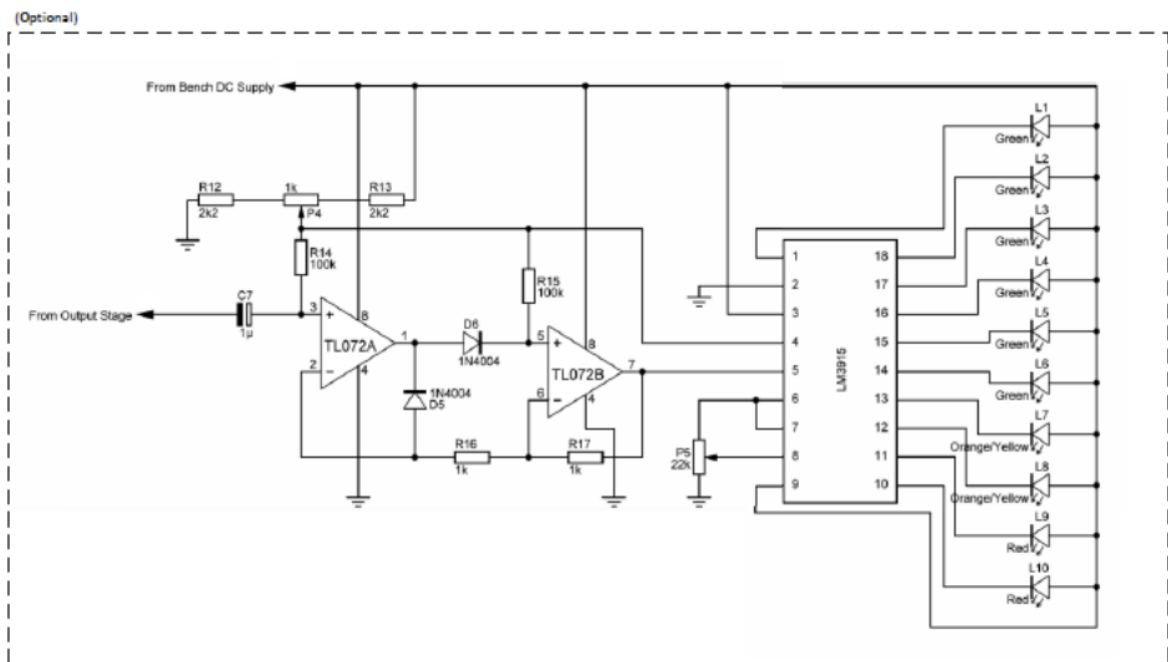 (Optional)
From Bench DC Supply
L1
Green
L2
Green
R12
2k2
1k
P4
R13
2k2
L3
Green
R14
100k
R15
100k
1
2
3
4
5
6
7
8
9
LM3915
18
17
16
15
14
13
12
11
10
L4
Green
From Output Stage
C7
1µ
3
+
2
−
TL072A
8
4
1
D6
1N4004
5
+
6
−
TL072B
8
4
7
L5
Green
L6
Green
1N4004
D5
R16
1k
R17
1k
P5
22k
L7
Orange/Yellow
L8
Orange/Yellow
L9
Red
L10
Red